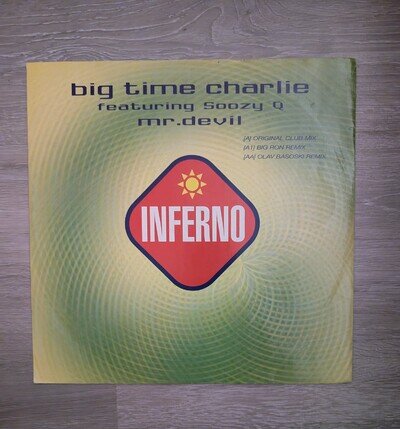 big time charlie
featuring Soozy Q
mr.devil
[A] ORIGINAL CLUB MIX
[A1] BIG RON REMIX
[AA] OLAV BASOSKI REMIX
INFERNO